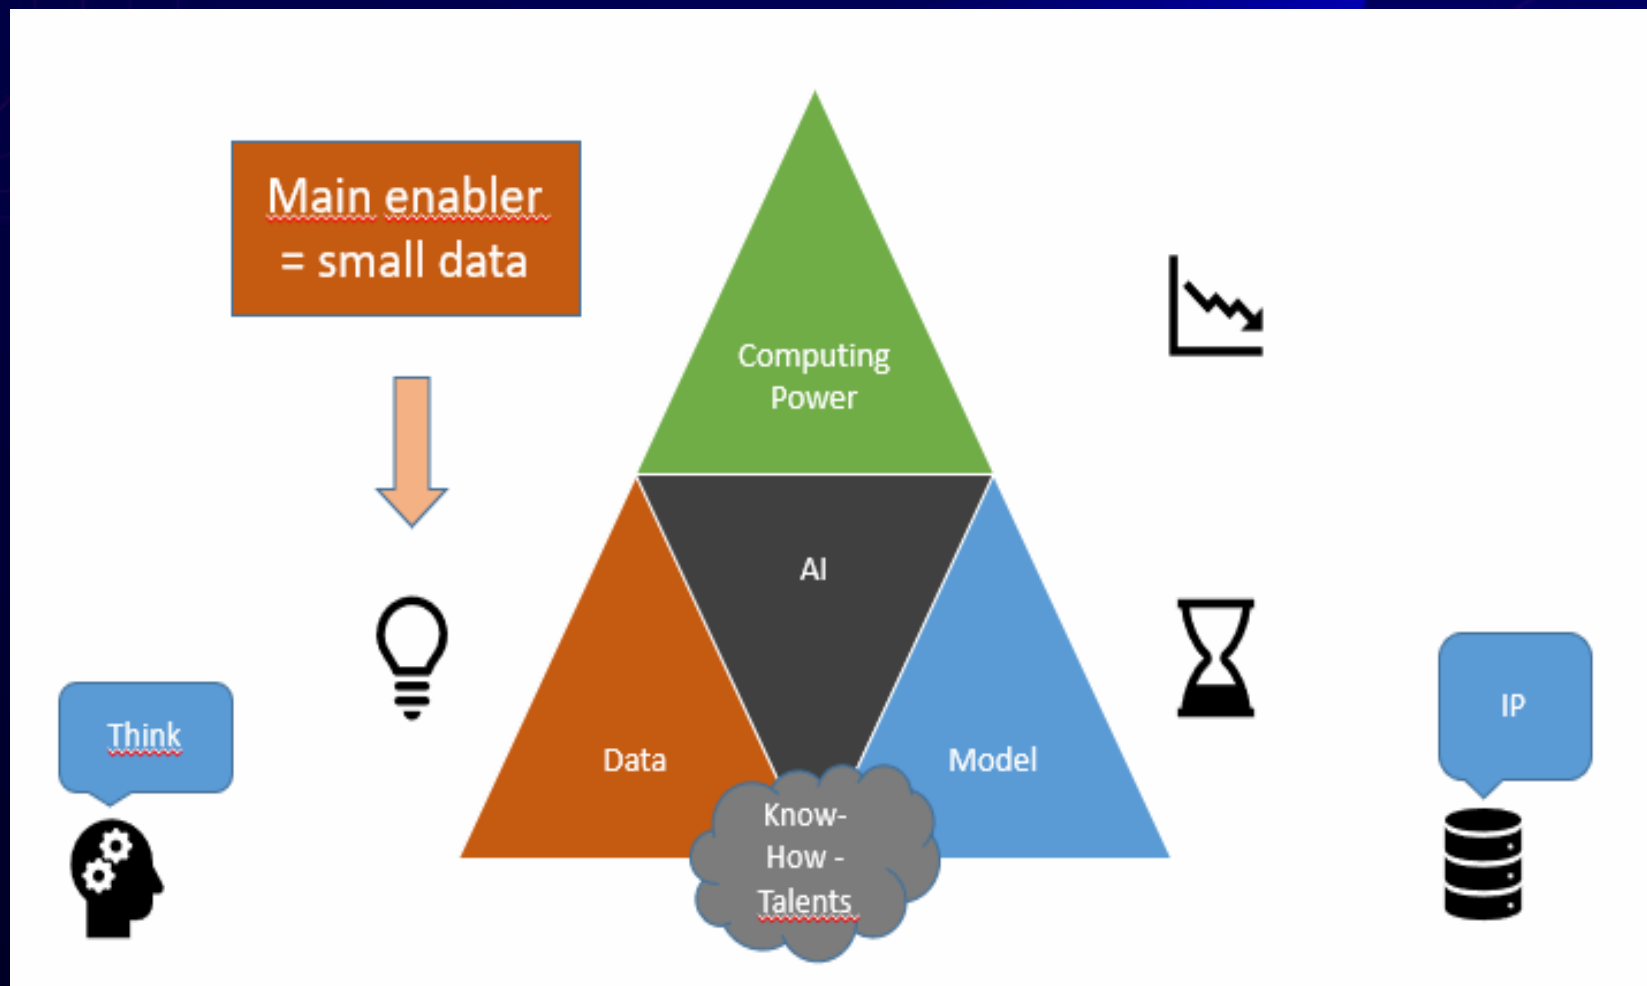 Main enabler
= small data
Computing
Power
AI
Think
Data
Model
IP
Know-
How -
Talents